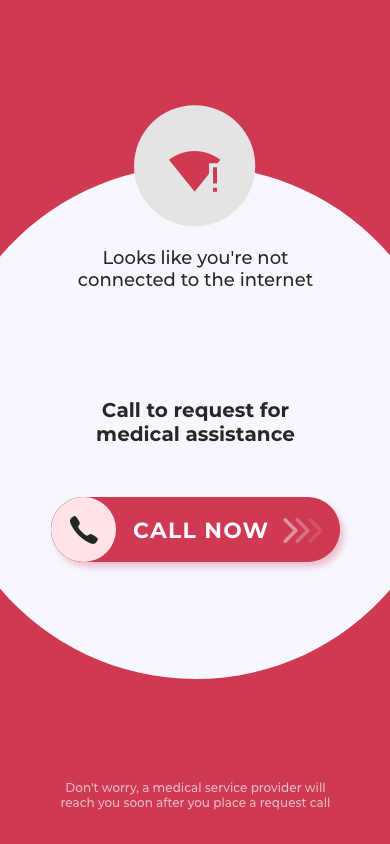 Looks like you're not
connected to the internet
Call to request for
medical assistance
CALL NOW
Don't worry, a medical service provider will
reach you soon after you place a request call